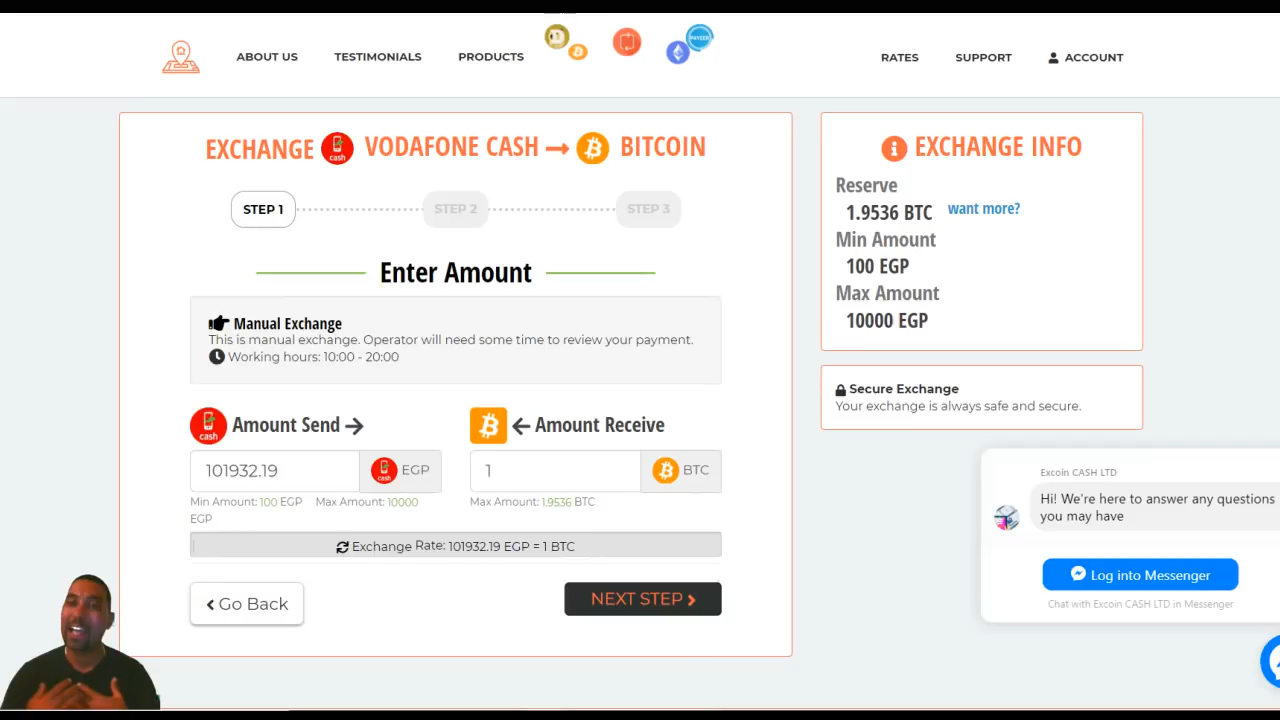 ABOUT US TESTIMONIALS PRODUCTS RATES SUPPORT ACCOUNT
PAYEER
EXCHANGE cash VODAFONE CASH BITCOIN
STEP 1 STEP 2 STEP 3
Enter Amount
Manual Exchange
This is manual exchange. Operator will need some time to review your payment.
Working hours: 10:00 - 20:00
cash Amount Send Amount Receive
101932.19 cash EGP 1 BTC
Min Amount: 100 EGP Max Amount: 10000 Max Amount: 1.9536 BTC
EGP
Exchange Rate: 101932.19 EGP = 1 BTC
Go Back NEXT STEP
EXCHANGE INFO
Reserve
1.9536 BTC want more?
Min Amount
100 EGP
Max Amount
10000 EGP
Secure Exchange
Your exchange is always safe and secure.
Excoin CASH LTD
Hi! We're here to answer any questions
you may have
Log into Messenger
Chat with Excoin CASH LTD in Messenger